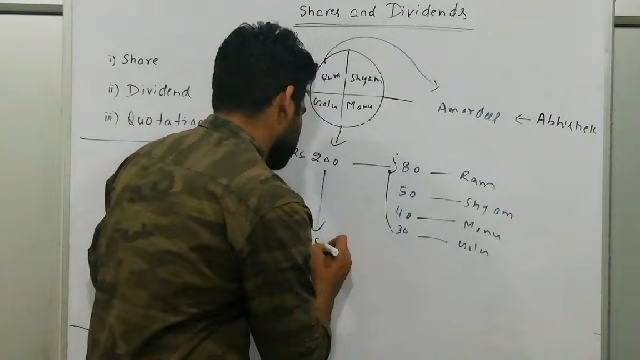 Shares and Dividends
i) Share
ii) Dividend
iii) Quotation
Ram Shyam
Golu Monu
Amardeep ← Abhishek
Rs 200 — 80 — Ram
50 — Shyam
40 — Monu
30 — Golu